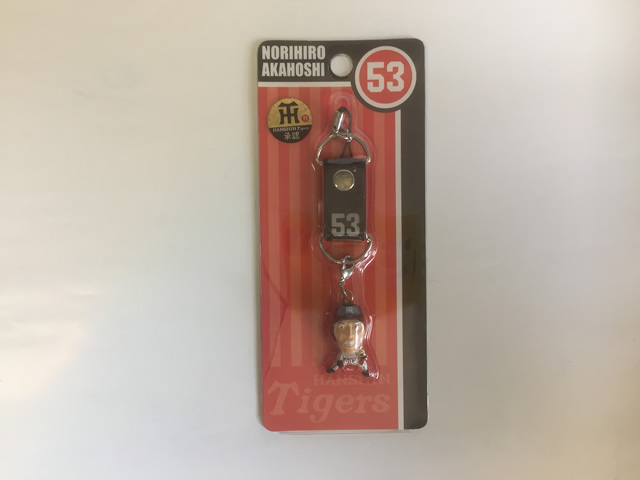 NORIHIRO
AKAHOSHI
53
HANSHIN Tigers
承認
53
HANSHIN
Tigers